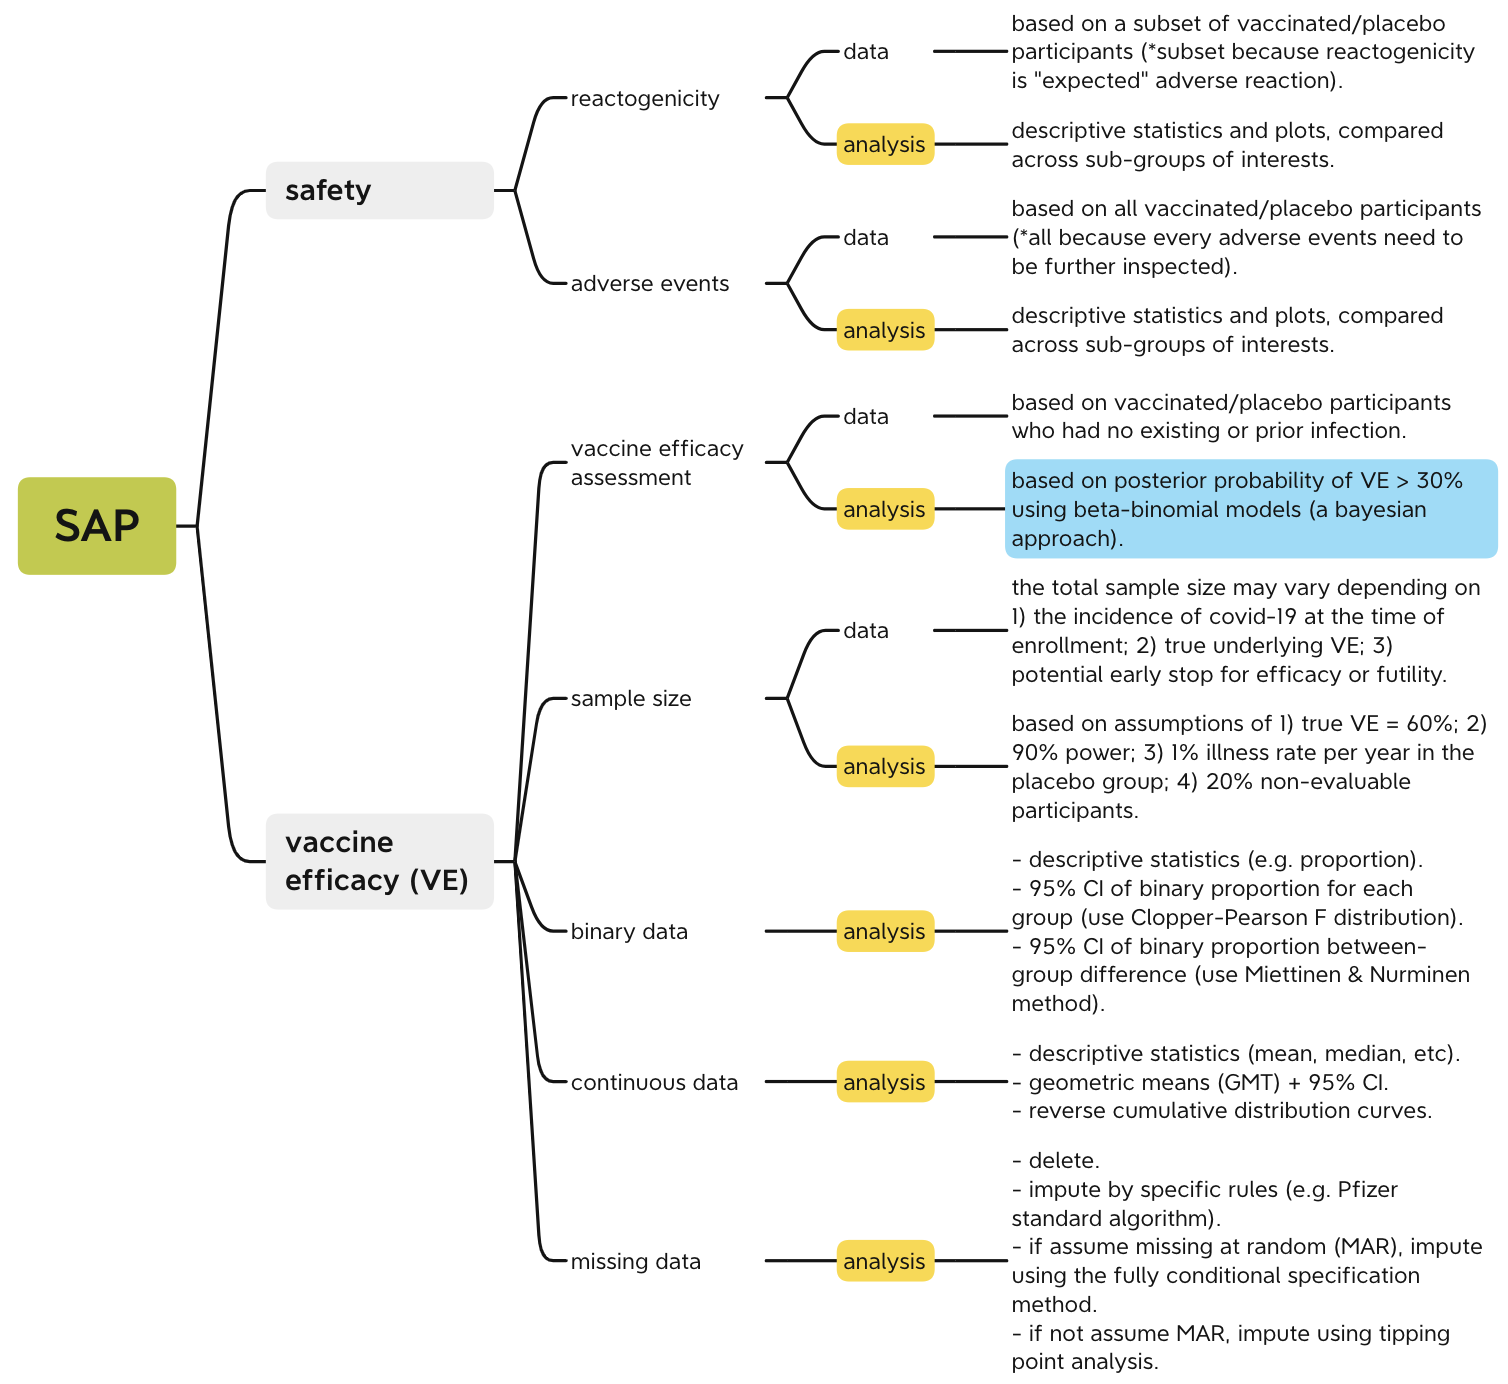 SAP
safety
reactogenicity
data
based on a subset of vaccinated/placebo
participants (*subset because reactogenicity
is "expected" adverse reaction).
analysis
descriptive statistics and plots, compared
across sub-groups of interests.
adverse events
data
based on all vaccinated/placebo participants
(*all because every adverse events need to
be further inspected).
analysis
descriptive statistics and plots, compared
across sub-groups of interests.
vaccine
efficacy (VE)
vaccine efficacy
assessment
data
based on vaccinated/placebo participants
who had no existing or prior infection.
analysis
based on posterior probability of VE > 30%
using beta-binomial models (a bayesian
approach).
sample size
data
the total sample size may vary depending on
1) the incidence of covid-19 at the time of
enrollment; 2) true underlying VE; 3)
potential early stop for efficacy or futility.
analysis
based on assumptions of 1) true VE = 60%; 2)
90% power; 3) 1% illness rate per year in the
placebo group; 4) 20% non-evaluable
participants.
binary data
analysis
- descriptive statistics (e.g. proportion).
- 95% CI of binary proportion for each
group (use Clopper-Pearson F distribution).
- 95% CI of binary proportion between-
group difference (use Miettinen & Nurminen
method).
continuous data
analysis
- descriptive statistics (mean, median, etc).
- geometric means (GMT) + 95% CI.
- reverse cumulative distribution curves.
missing data
analysis
- delete.
- impute by specific rules (e.g. Pfizer
standard algorithm).
- if assume missing at random (MAR), impute
using the fully conditional specification
method.
- if not assume MAR, impute using tipping
point analysis.